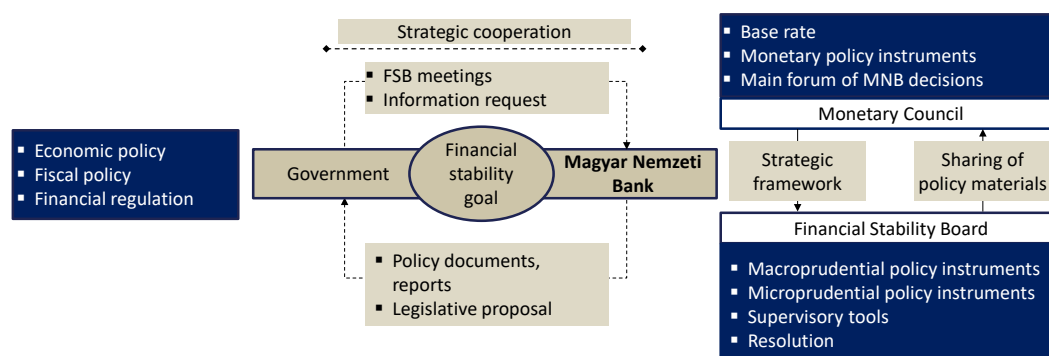 Strategic cooperation
▪ FSB meetings
▪ Information request
▪ Economic policy
▪ Fiscal policy
▪ Financial regulation
Government
Financial
stability
goal
Magyar Nemzeti
Bank
▪ Policy documents,
reports
▪ Legislative proposal
▪ Base rate
▪ Monetary policy instruments
▪ Main forum of MNB decisions
Monetary Council
Strategic
framework
Sharing of
policy materials
Financial Stability Board
▪ Macroprudential policy instruments
▪ Microprudential policy instruments
▪ Supervisory tools
▪ Resolution